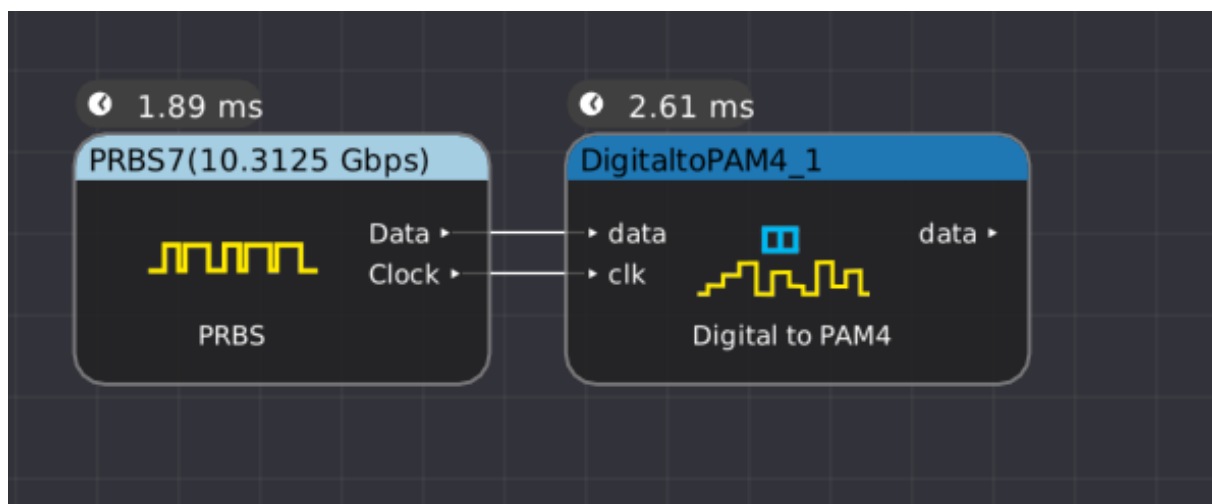 1.89 ms
2.61 ms
PRBS7(10.3125 Gbps)
DigitaltoPAM4_1
Data
data
data
Clock
clk
PRBS
Digital to PAM4